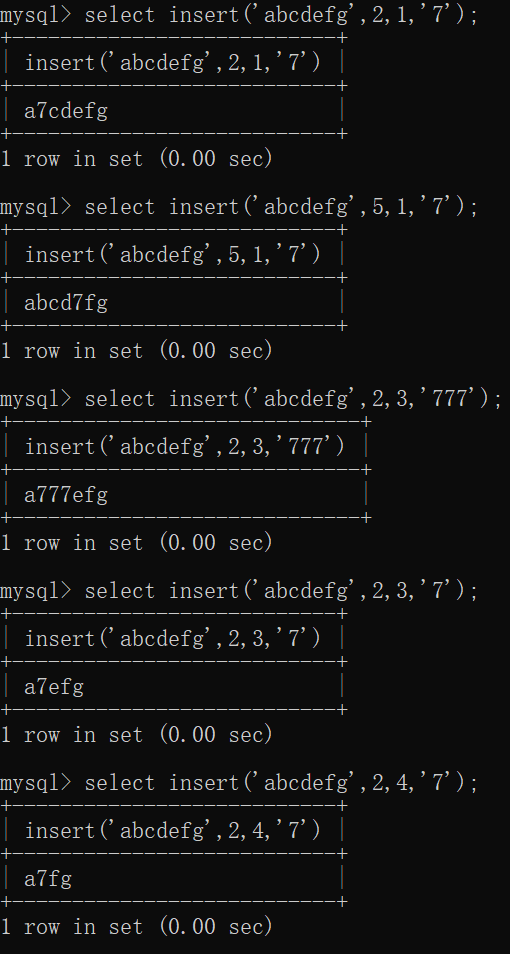 mysql> select insert('abcdefg',2,1,'7');
+---------------------------+
| insert('abcdefg',2,1,'7') |
+---------------------------+
| a7cdefg                   |
+---------------------------+
1 row in set (0.00 sec)
mysql> select insert('abcdefg',5,1,'7');
+---------------------------+
| insert('abcdefg',5,1,'7') |
+---------------------------+
| abcd7fg                   |
+---------------------------+
1 row in set (0.00 sec)
mysql> select insert('abcdefg',2,3,'777');
+-----------------------------+
| insert('abcdefg',2,3,'777') |
+-----------------------------+
| a777efg                     |
+-----------------------------+
1 row in set (0.00 sec)
mysql> select insert('abcdefg',2,3,'7');
+---------------------------+
| insert('abcdefg',2,3,'7') |
+---------------------------+
| a7efg                     |
+---------------------------+
1 row in set (0.00 sec)
mysql> select insert('abcdefg',2,4,'7');
+---------------------------+
| insert('abcdefg',2,4,'7') |
+---------------------------+
| a7fg                      |
+---------------------------+
1 row in set (0.00 sec)